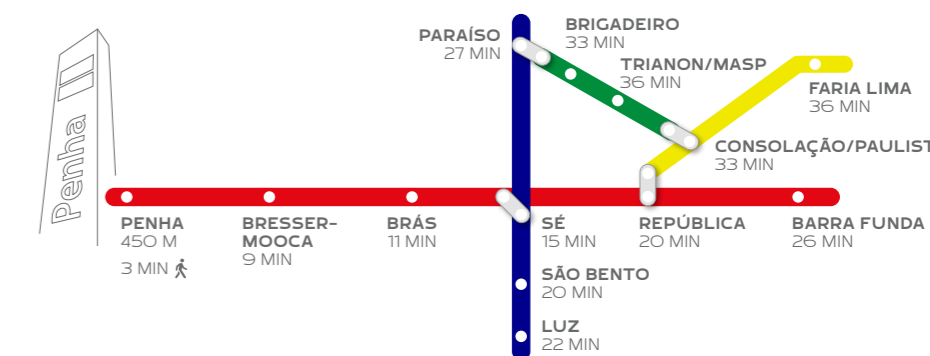 PARAÍSO
27 MIN
BRIGADEIRO
33 MIN
TRIANON/MASP
36 MIN
FARIA LIMA
36 MIN
CONSOLAÇÃO/PAULIST
33 MIN
Penha
PENHA
450 M
3 MIN
BRESSER-
MOOCA
9 MIN
BRÁS
11 MIN
SÉ
15 MIN
REPÚBLICA
20 MIN
BARRA FUNDA
26 MIN
SÃO BENTO
20 MIN
LUZ
22 MIN